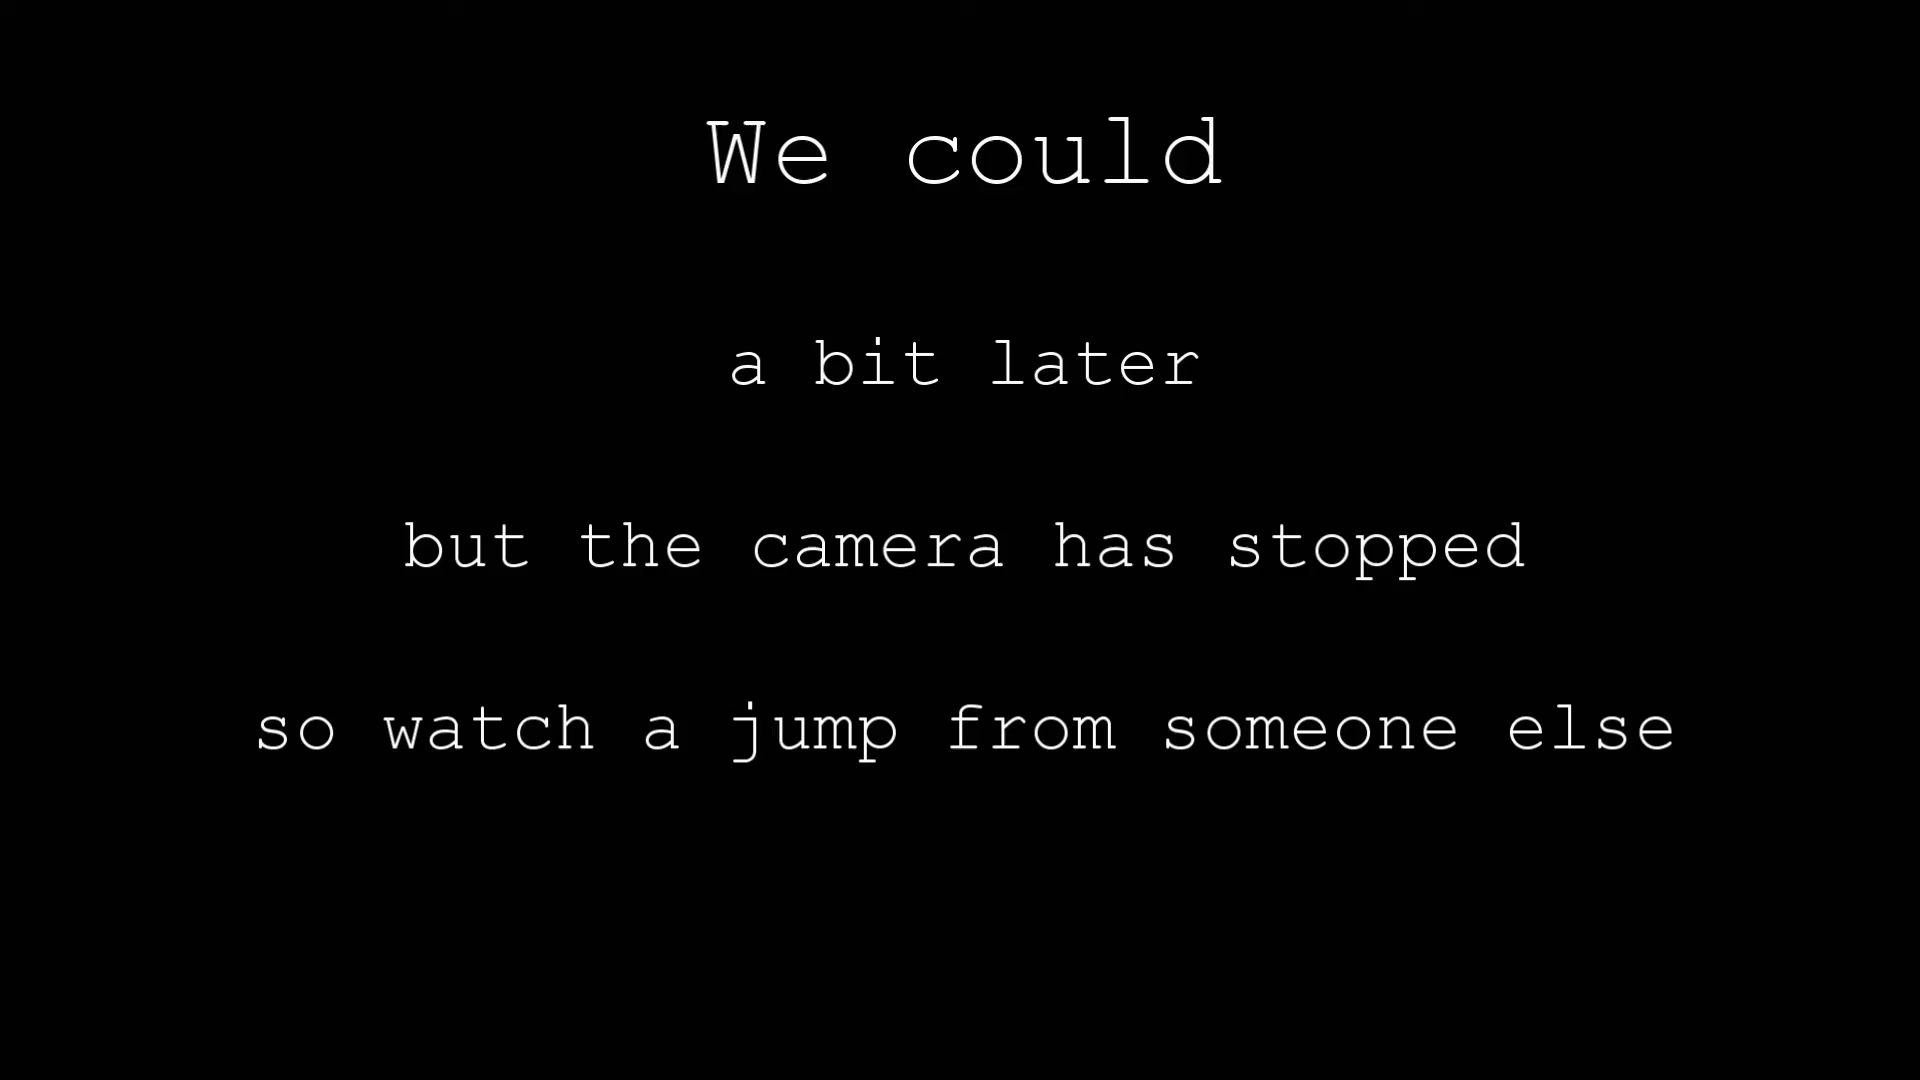 We could
a bit later
but the camera has stopped
so watch a jump from someone else